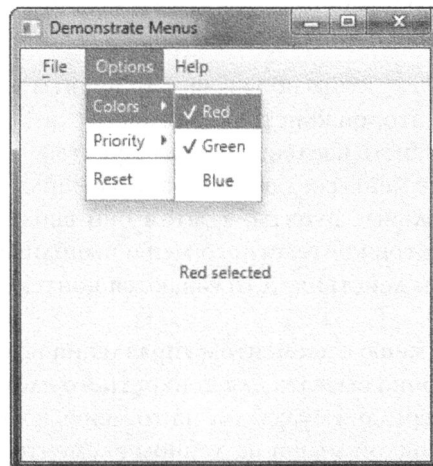 Demonstrate Menus
File Options Help
Colors ✓ Red
Priority ✓ Green
Reset Blue
Red selected